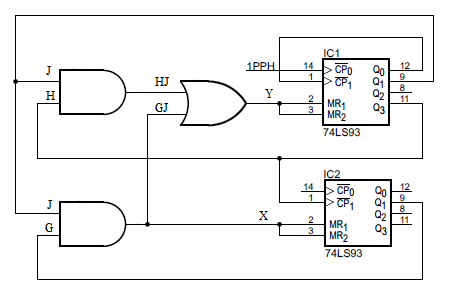 IC1
1PPH 14 CP0 Q0 12
1 CP1 Q1 9
Q2 8
2 MR1 Q3 11
3 MR2
74LS93
J
H
HJ
GJ
Y
IC2
14 CP0 Q0 12
1 CP1 Q1 9
Q2 8
2 MR1 Q3 11
3 MR2
74LS93
J
G
X